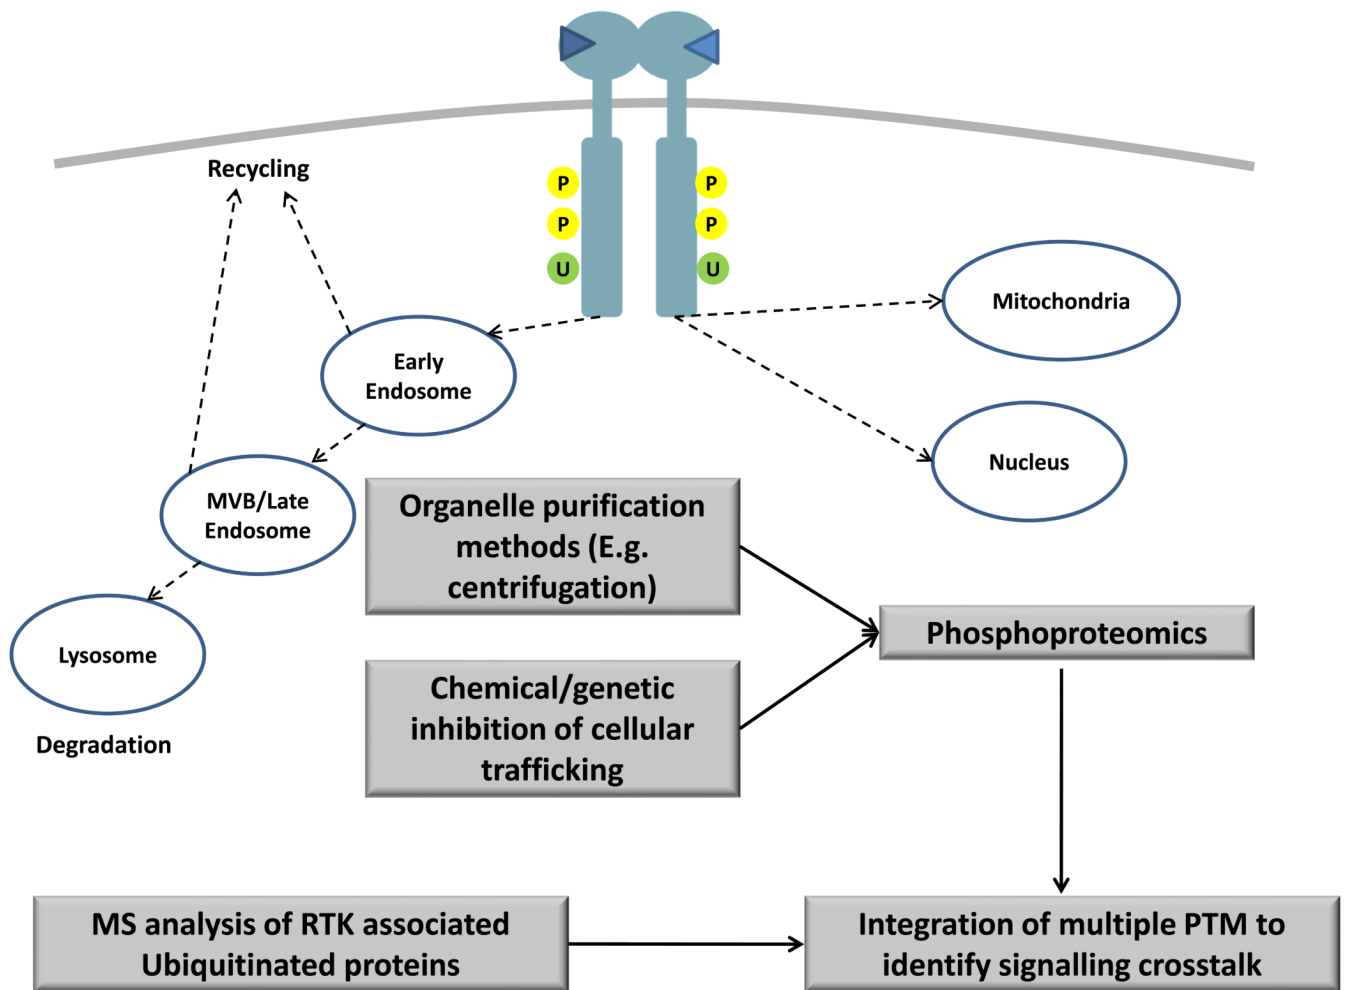 Recycling
P
P
P
P
U
U
Mitochondria
Early
Endosome
Nucleus
MVB/Late
Endosome
Organelle purification
methods (E.g.
centrifugation)
Lysosome
Phosphoproteomics
Chemical/genetic
inhibition of cellular
trafficking
Degradation
MS analysis of RTK associated
Ubiquitinated proteins
Integration of multiple PTM to
identify signalling crosstalk